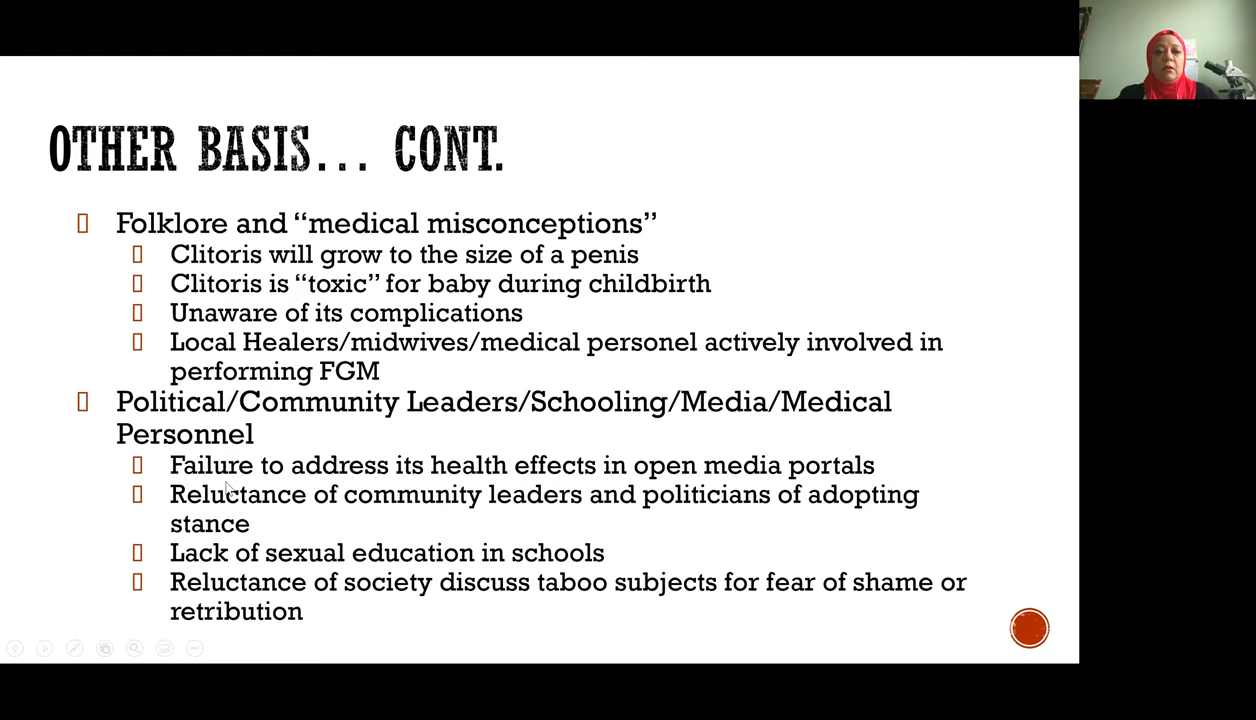 OTHER BASIS... CONT.
Folklore and “medical misconceptions”
Clitoris will grow to the size of a penis
Clitoris is “toxic” for baby during childbirth
Unaware of its complications
Local Healers/midwives/medical personel actively involved in
performing FGM
Political/Community Leaders/Schooling/Media/Medical
Personnel
Failure to address its health effects in open media portals
Reluctance of community leaders and politicians of adopting
stance
Lack of sexual education in schools
Reluctance of society discuss taboo subjects for fear of shame or
retribution